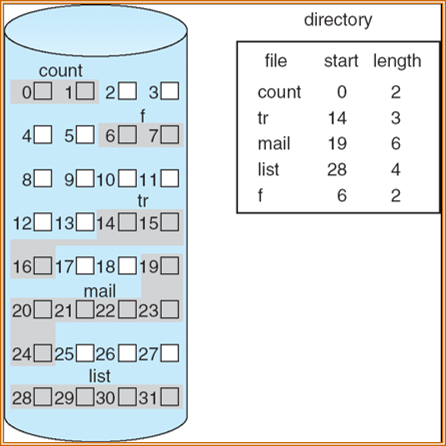 directory
file start length
count 0 2
tr 14 3
mail 19 6
list 28 4
f 6 2
count
0 1 2 3
f
4 5 6 7
8 9 10 11
tr
12 13 14 15
16 17 18 19
mail
20 21 22 23
24 25 26 27
list
28 29 30 31